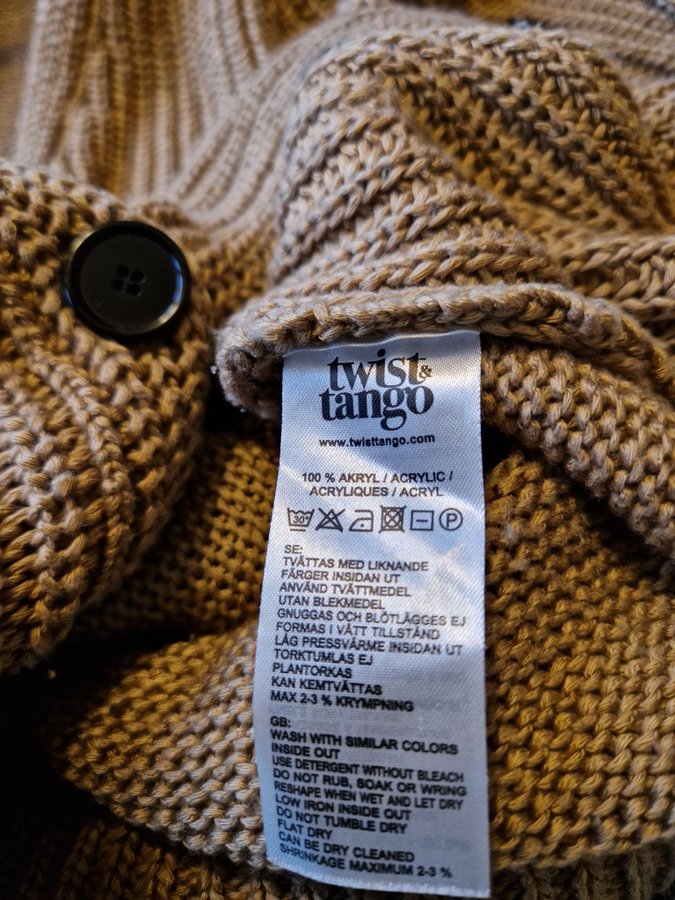 twist &
tango
www.twisttango.com
100 % AKRYL / ACRYLIC /
ACRYLIQUES / ACRYL
30°
P
SE:
TVÄTTAS MED LIKNANDE
FÄRGER INSIDAN UT
ANVÄND TVÄTTMEDEL
UTAN BLEKMEDEL
GNUGGAS OCH BLÖTLÄGGES EJ
FORMAS I VÅTT TILLSTÅND
LÅG PRESSVÄRME INSIDAN UT
TORKTUMLAS EJ
PLANTORKAS
KAN KEMTVÄTTAS
MAX 2-3 % KRYMPNING
GB:
WASH WITH SIMILAR COLORS
INSIDE OUT
USE DETERGENT WITHOUT BLEACH
DO NOT RUB, SOAK OR WRING
RESHAPE WHEN WET AND LET DRY
LOW IRON INSIDE OUT
DO NOT TUMBLE DRY
FLAT DRY
CAN BE DRY CLEANED
SHRINKAGE MAXIMUM 2-3 %